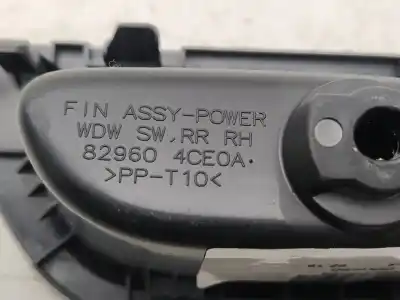 FIN ASSY-POWER
WDW SW, RR RH
82960 4CE0A.
>PP-T10<